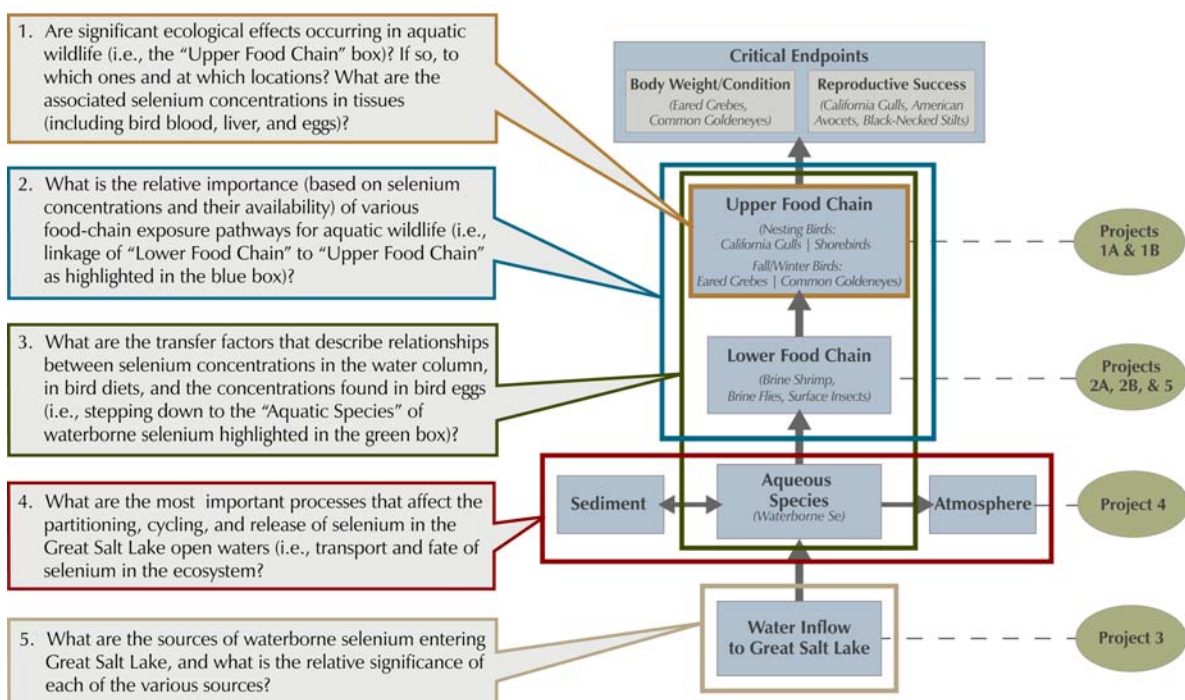 1. Are significant ecological effects occurring in aquatic
wildlife (i.e., the “Upper Food Chain” box)? If so, to
which ones and at which locations? What are the
associated selenium concentrations in tissues
(including bird blood, liver, and eggs)?
2. What is the relative importance (based on selenium
concentrations and their availability) of various
food-chain exposure pathways for aquatic wildlife (i.e.,
linkage of “Lower Food Chain” to “Upper Food Chain”
as highlighted in the blue box)?
3. What are the transfer factors that describe relationships
between selenium concentrations in the water column,
in bird diets, and the concentrations found in bird eggs
(i.e., stepping down to the “Aquatic Species” of
waterborne selenium highlighted in the green box)?
4. What are the most important processes that affect the
partitioning, cycling, and release of selenium in the
Great Salt Lake open waters (i.e., transport and fate of
selenium in the ecosystem?
5. What are the sources of waterborne selenium entering
Great Salt Lake, and what is the relative significance of
each of the various sources?
Critical Endpoints
Body Weight/Condition
(Eared Grebes,
Common Goldeneyes)
Reproductive Success
(California Gulls, American
Avocets, Black-Necked Stilts)
Upper Food Chain
(Nesting Birds:
California Gulls | Shorebirds
Fall/Winter Birds:
Eared Grebes | Common Goldeneyes)
Projects
1A & 1B
Lower Food Chain
(Brine Shrimp,
Brine Flies, Surface Insects)
Projects
2A, 2B, & 5
Sediment
Aqueous
Species
(Waterborne Se)
Atmosphere
Project 4
Water Inflow
to Great Salt Lake
Project 3